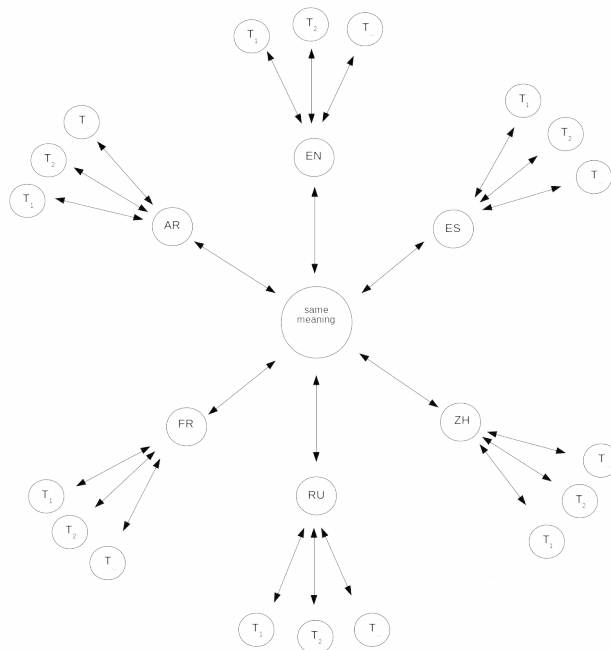 T₁
T₂
T...
EN
T₁
T₂
T...
ES
T...
T₂
T₁
AR
same
meaning
FR
T₁
T₂
T...
ZH
T...
T₂
T₁
RU
T₁
T₂
T...